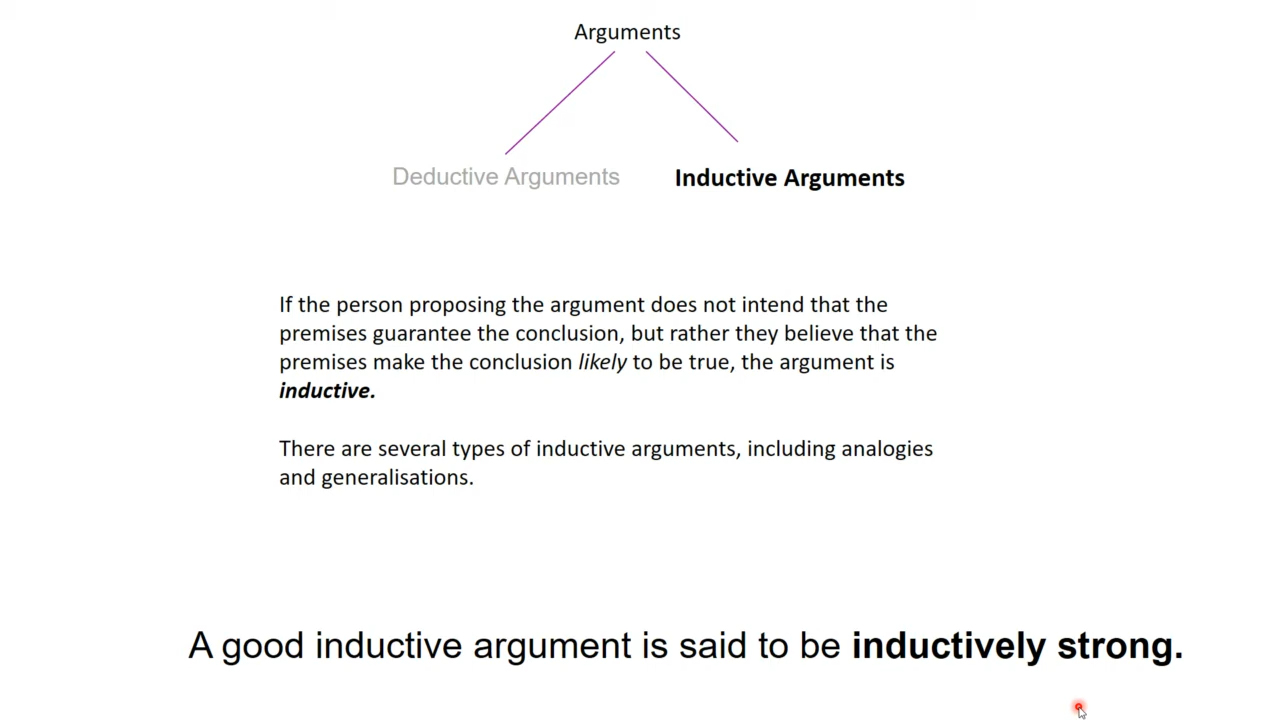 Arguments
Deductive Arguments
Inductive Arguments
If the person proposing the argument does not intend that the
premises guarantee the conclusion, but rather they believe that the
premises make the conclusion likely to be true, the argument is
inductive.
There are several types of inductive arguments, including analogies
and generalisations.
A good inductive argument is said to be inductively strong.